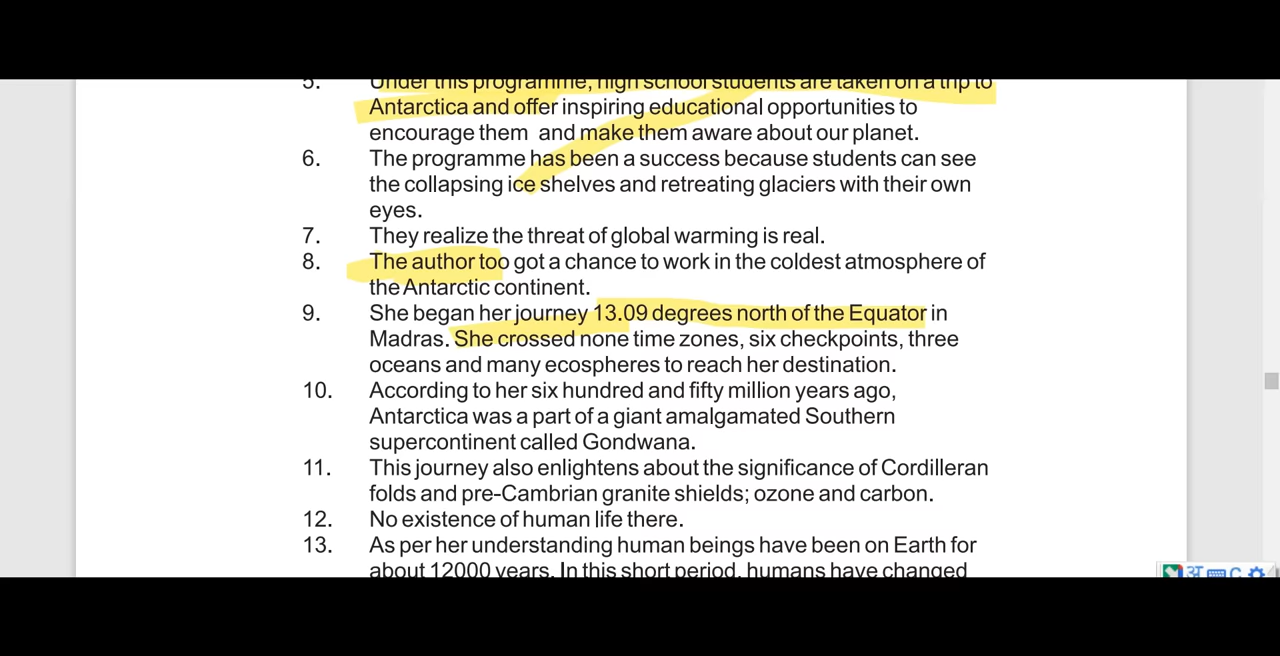 5. Under this programme, high school students are taken on a trip to
Antarctica and offer inspiring educational opportunities to
encourage them and make them aware about our planet.
6. The programme has been a success because students can see
the collapsing ice shelves and retreating glaciers with their own
eyes.
7. They realize the threat of global warming is real.
8. The author too got a chance to work in the coldest atmosphere of
the Antarctic continent.
9. She began her journey 13.09 degrees north of the Equator in
Madras. She crossed none time zones, six checkpoints, three
oceans and many ecospheres to reach her destination.
10. According to her six hundred and fifty million years ago,
Antarctica was a part of a giant amalgamated Southern
supercontinent called Gondwana.
11. This journey also enlightens about the significance of Cordilleran
folds and pre-Cambrian granite shields; ozone and carbon.
12. No existence of human life there.
13. As per her understanding human beings have been on Earth for
about 12000 years. In this short period, humans have changed
अ